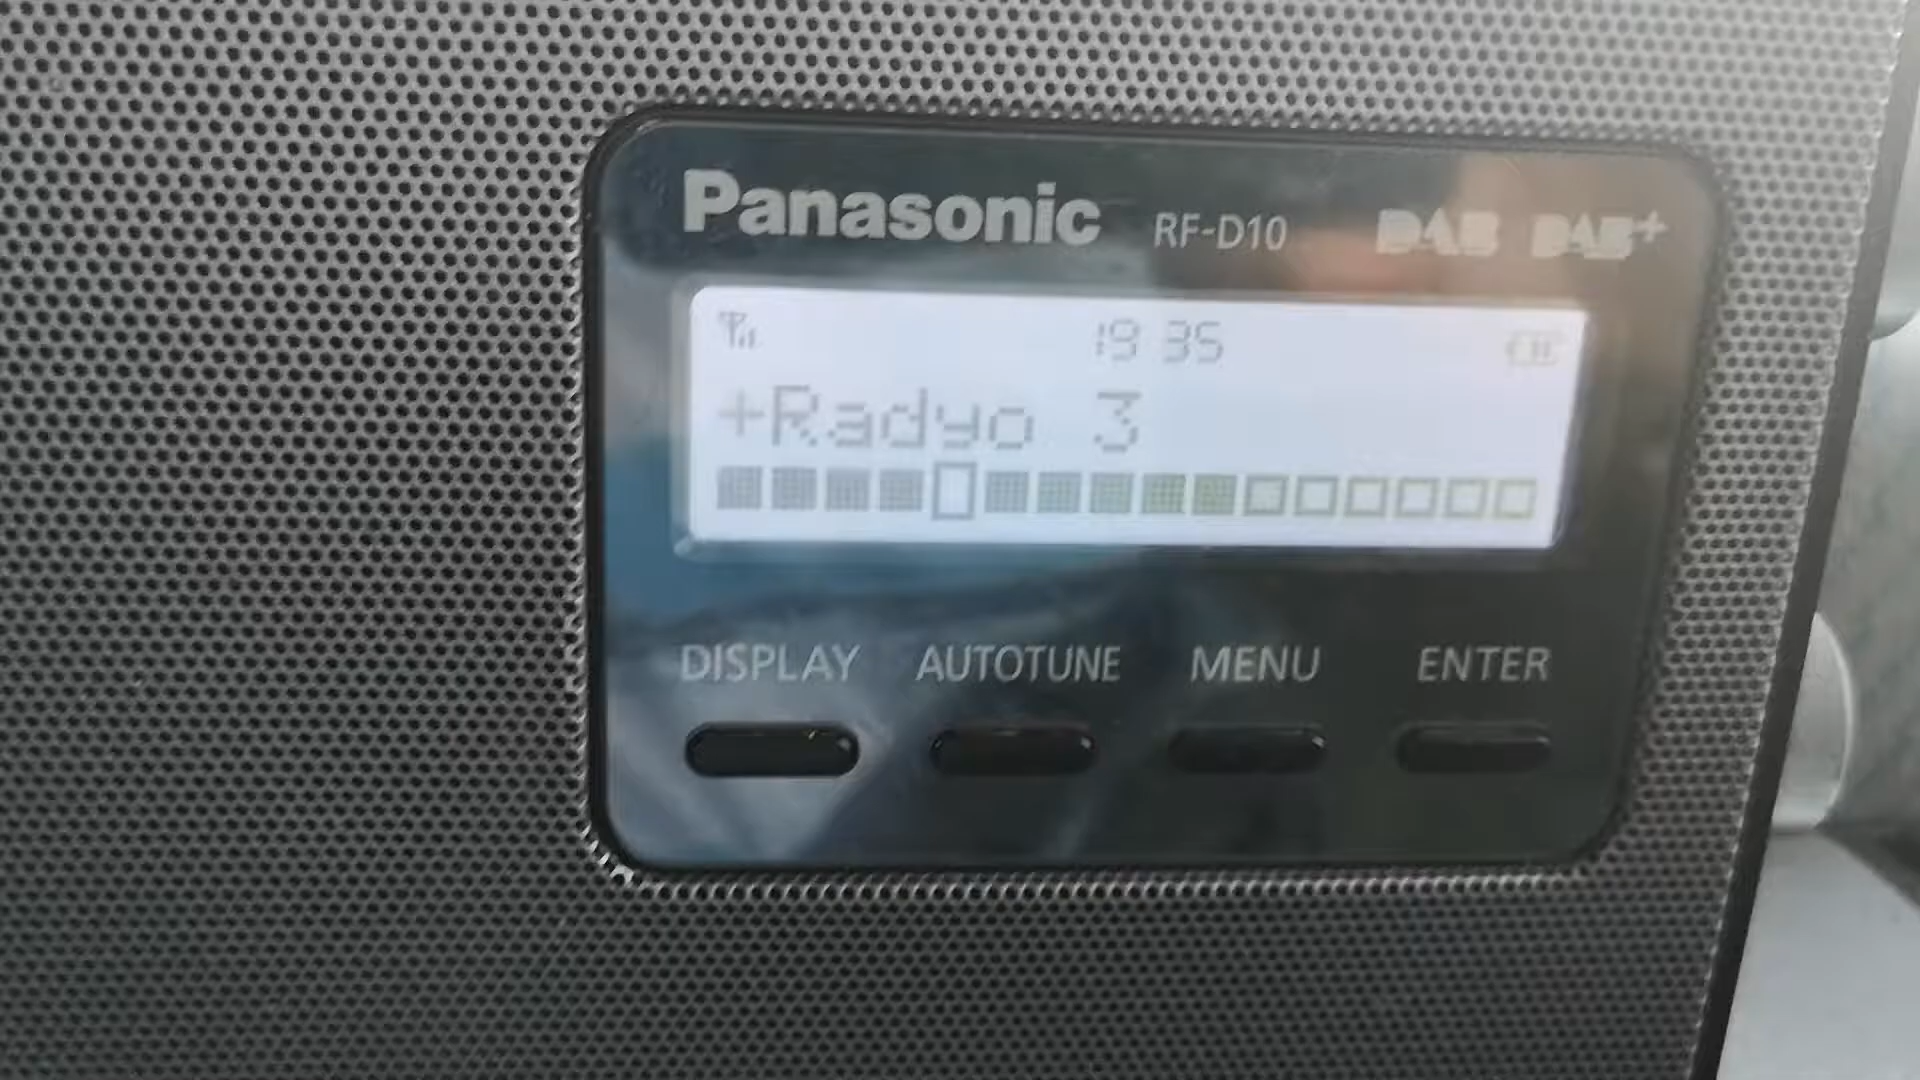 Panasonic RF-D10 DAB DAB+
19 35
+Radyo 3
DISPLAY AUTOTUNE MENU ENTER